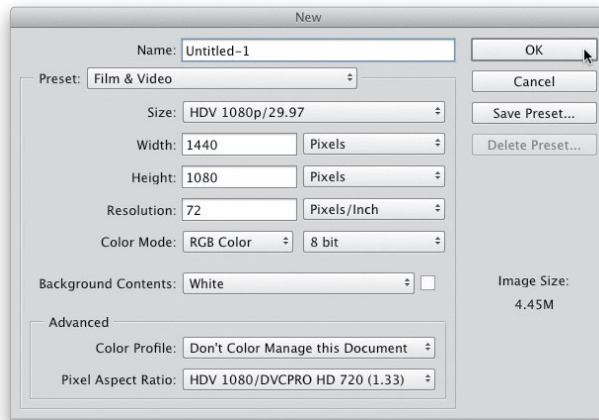 New
Name: Untitled-1
OK
Preset: Film & Video
Cancel
Size: HDV 1080p/29.97
Save Preset...
Width: 1440 Pixels
Delete Preset...
Height: 1080 Pixels
Resolution: 72 Pixels/Inch
Color Mode: RGB Color 8 bit
Background Contents: White
Image Size:
4.45M
Advanced
Color Profile: Don't Color Manage this Document
Pixel Aspect Ratio: HDV 1080/DVCPRO HD 720 (1.33)